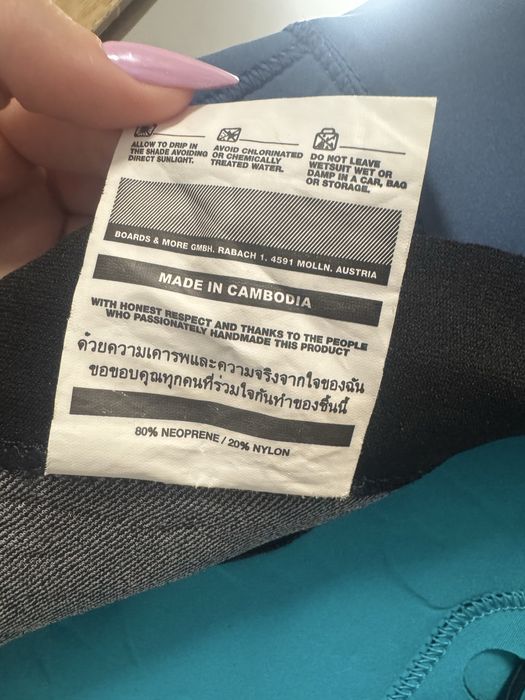 ALLOW TO DRIP IN
THE SHADE AVOIDING
DIRECT SUNLIGHT.
AVOID CHLORINATED
OR CHEMICALLY
TREATED WATER.
DO NOT LEAVE
WETSUIT WET OR
DAMP IN A CAR, BAG
OR STORAGE.
BOARDS & MORE GMBH. RABACH 1. 4591 MOLLN. AUSTRIA
MADE IN CAMBODIA
WITH HONEST RESPECT AND THANKS TO THE PEOPLE
WHO PASSIONATELY HANDMADE THIS PRODUCT
ด้วยความเคารพและความจริงจากใจของฉัน
ขอขอบคุณทุกคนที่ร่วมใจกันทำของชิ้นนี้
80% NEOPRENE / 20% NYLON